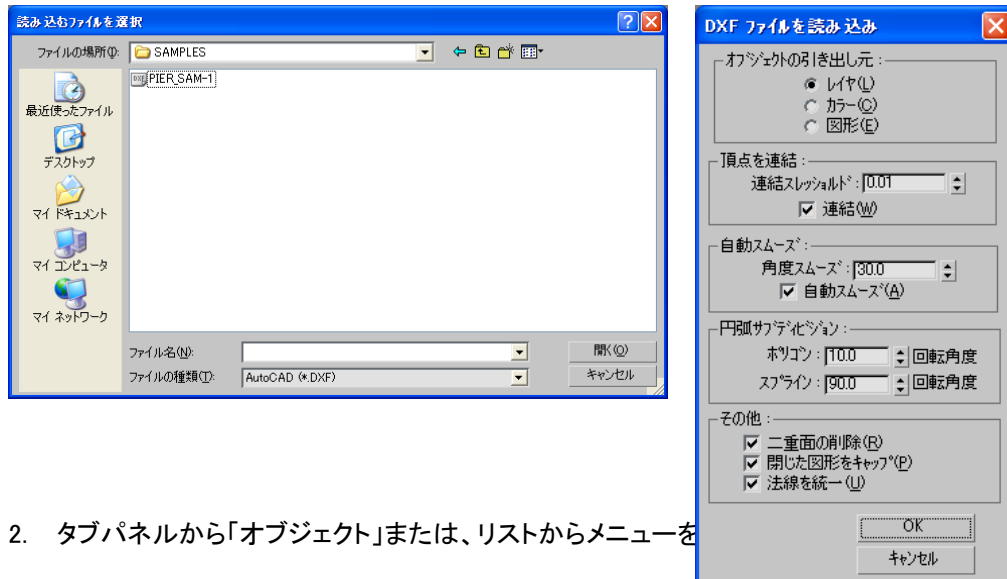 読み込むファイルを選択
ファイルの場所(I):
SAMPLES
PIER_SAM-1
最近使ったファイル
デスクトップ
マイ ドキュメント
マイ コンピュータ
マイ ネットワーク
ファイル名(N):
開く(O)
ファイルの種類(T):
AutoCAD (*.DXF)
キャンセル
DXF ファイルを読み込み
オブジェクトの引き出し元:
レイヤ(L)
カラー(C)
図形(E)
頂点を連結:
連結スレッショルド: 0.01
連結(W)
自動スムーズ:
角度スムーズ: 30.0
自動スムーズ(A)
円弧サブディビジョン:
ポリゴン: 10.0 回転角度
スプライン: 90.0 回転角度
その他:
二重面の削除(R)
閉じた図形をキャップ(P)
法線を統一(U)
OK
キャンセル
2. タブパネルから「オブジェクト」または、リストからメニューを